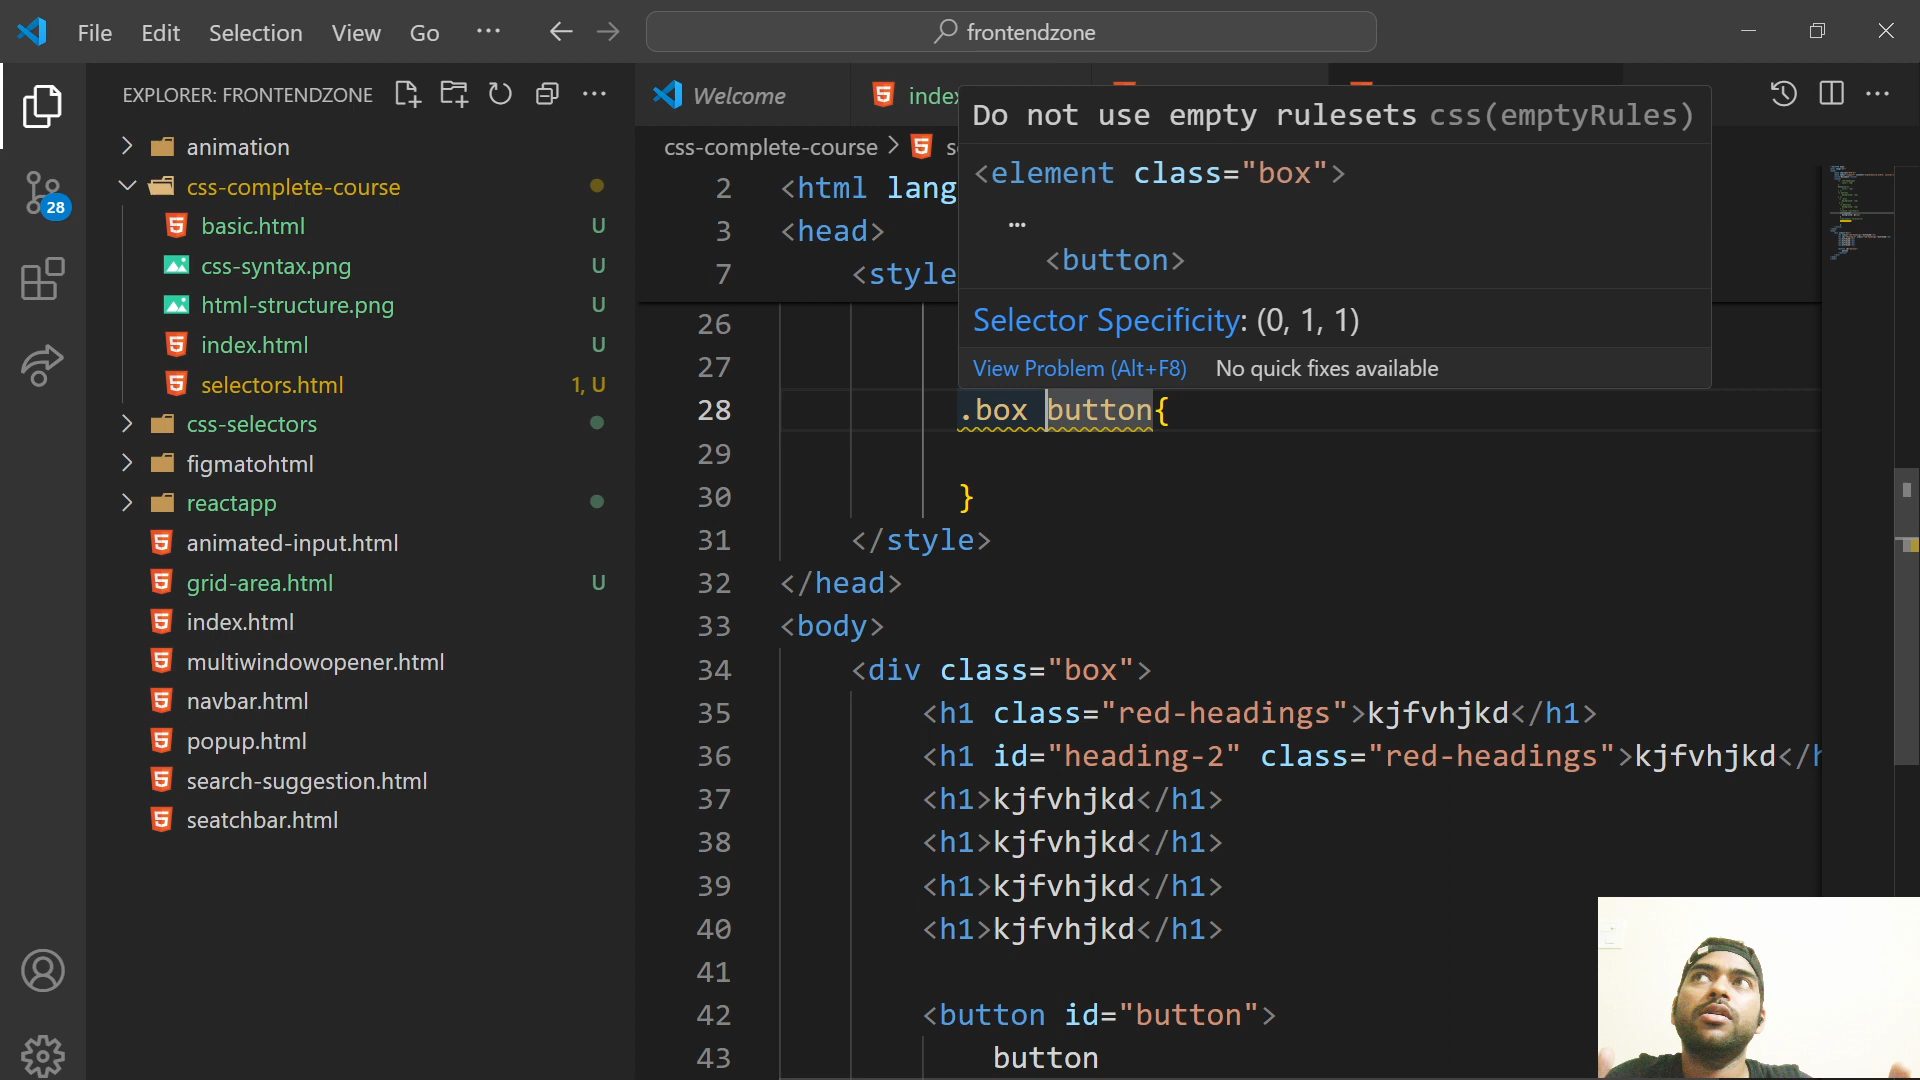 File Edit Selection View Go
frontendzone
EXPLORER: FRONTENDZONE
animation
css-complete-course
basic.html U
css-syntax.png U
html-structure.png U
index.html U
selectors.html 1, U
css-selectors
figmatohtml
reactapp
animated-input.html
grid-area.html U
index.html
multiwindowopener.html
navbar.html
popup.html
search-suggestion.html
seatchbar.html
28
Welcome
css-complete-course >
Do not use empty rulesets css(emptyRules)
<element class="box">
…
<button>
Selector Specificity: (0, 1, 1)
View Problem (Alt+F8) No quick fixes available
2 <html lang
3 <head>
7 <style
26
27
28 .box button{
29
30 }
31 </style>
32 </head>
33 <body>
34 <div class="box">
35 <h1 class="red-headings">kjfvhjkd</h1>
36 <h1 id="heading-2" class="red-headings">kjfvhjkd</h
37 <h1>kjfvhjkd</h1>
38 <h1>kjfvhjkd</h1>
39 <h1>kjfvhjkd</h1>
40 <h1>kjfvhjkd</h1>
41
42 <button id="button">
43 button